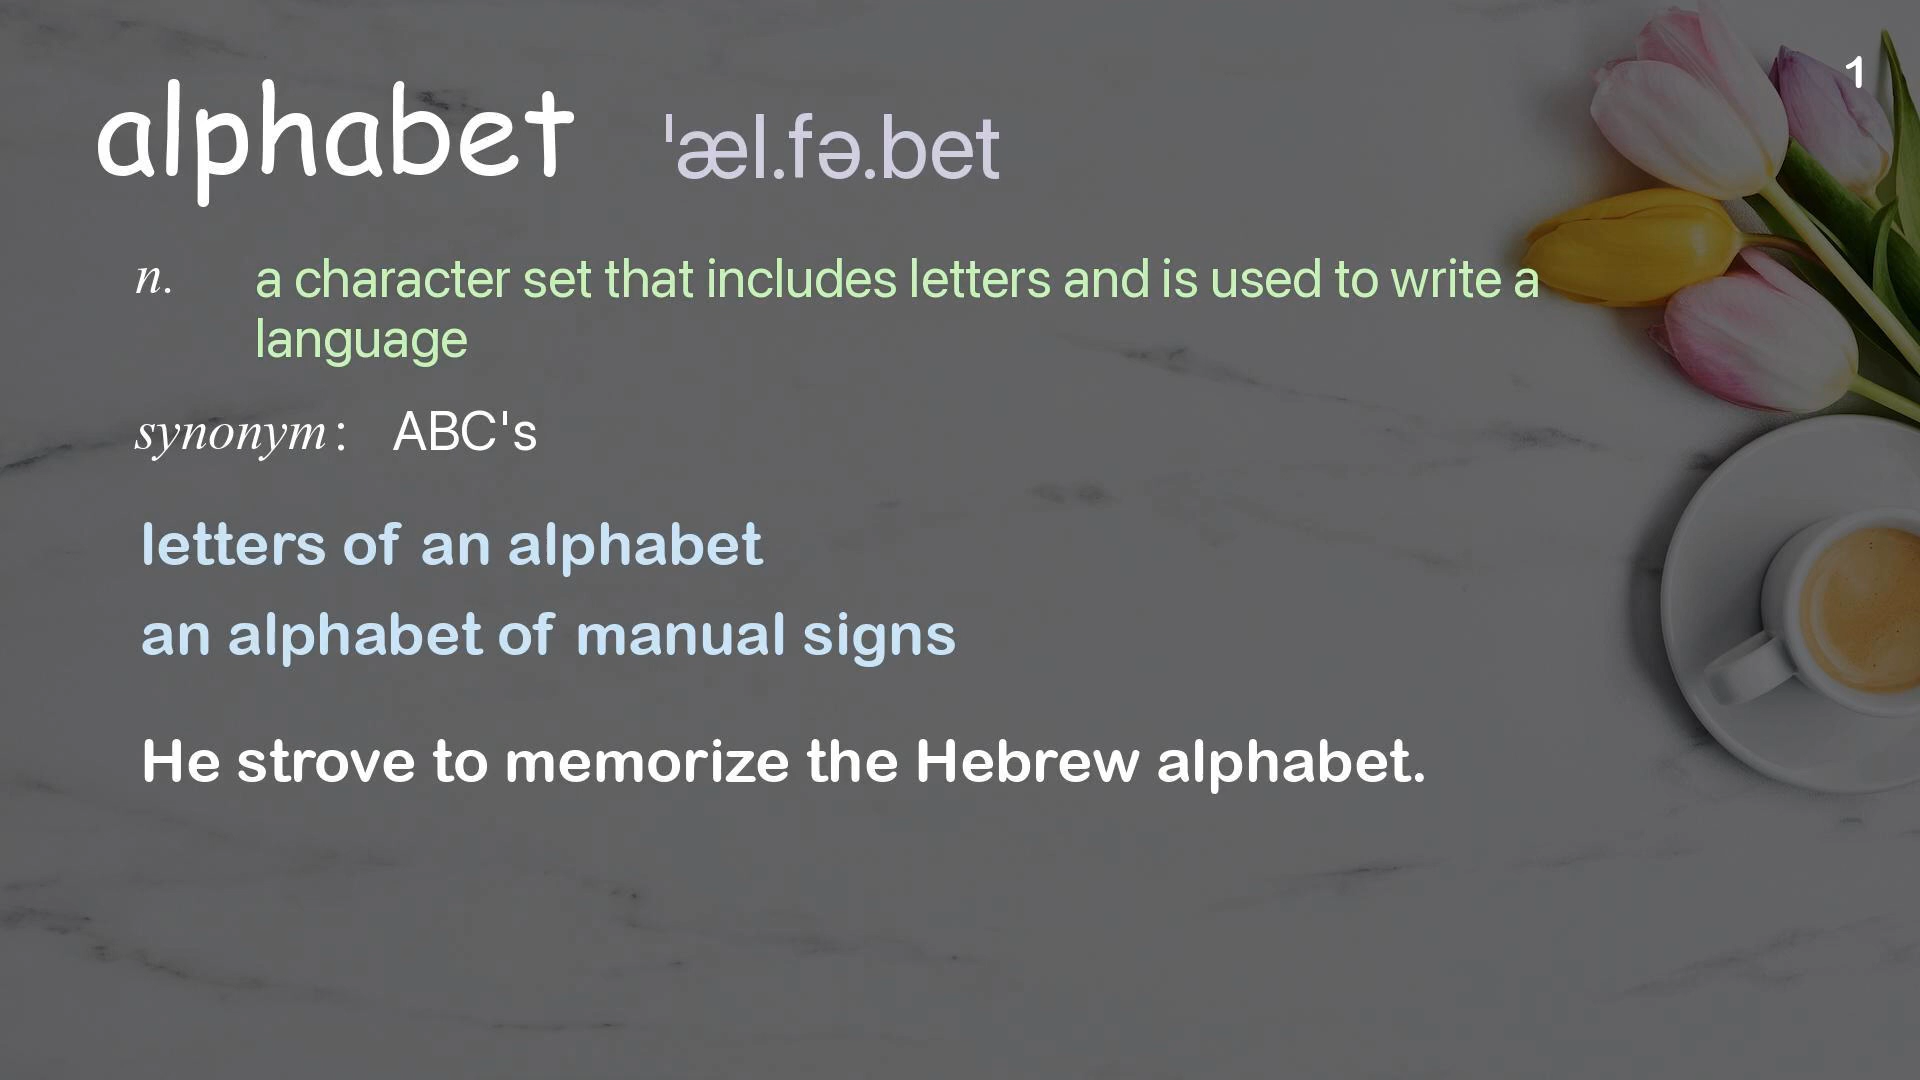 1
alphabet ˈæl.fə.bet
n. a character set that includes letters and is used to write a
language
synonym: ABC's
letters of an alphabet
an alphabet of manual signs
He strove to memorize the Hebrew alphabet.